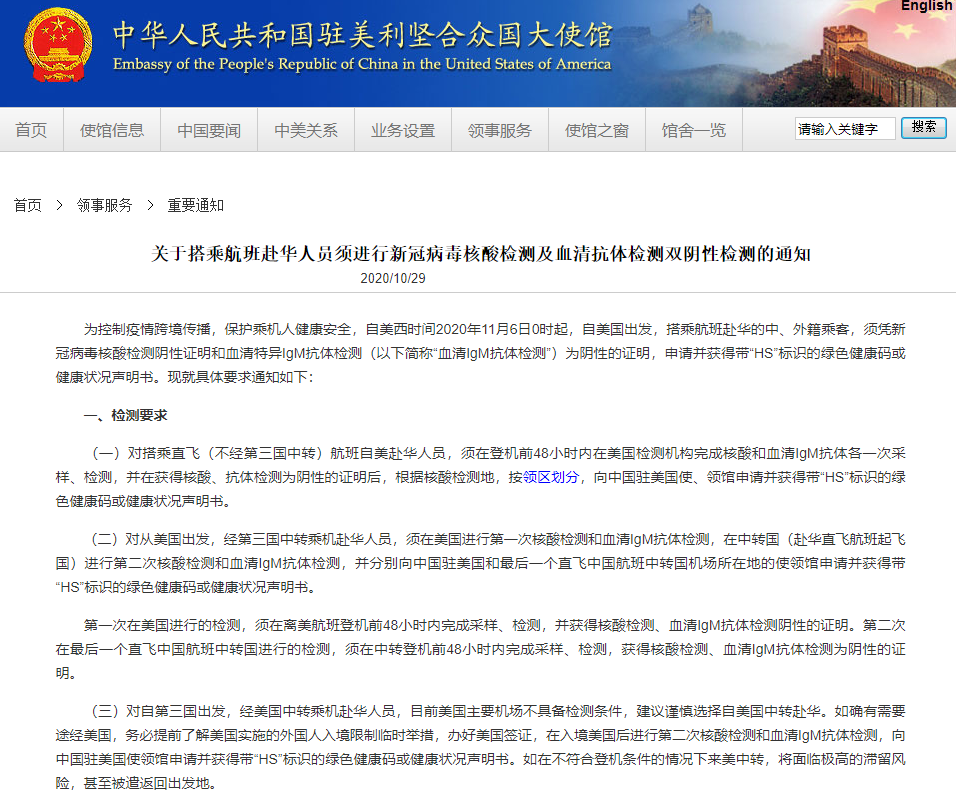 English
中华人民共和国驻美利坚合众国大使馆
Embassy of the People's Republic of China in the United States of America
首页 使馆信息 中国要闻 中美关系 业务设置 领事服务 使馆之窗 馆舍一览 请输入关键字 搜索
首页 > 领事服务 > 重要通知
关于搭乘航班赴华人员须进行新冠病毒核酸检测及血清抗体检测双阴性检测的通知
2020/10/29
为控制疫情跨境传播，保护乘机人健康安全，自美西时间2020年11月6日0时起，自美国出发，搭乘航班赴华的中、外籍乘客，须凭新
冠病毒核酸检测阴性证明和血清特异IgM抗体检测（以下简称“血清IgM抗体检测”）为阴性的证明，申请并获得带“HS”标识的绿色健康码或
健康状况声明书。现就具体要求通知如下：
一、检测要求
（一）对搭乘直飞（不经第三国中转）航班自美赴华人员，须在登机前48小时内在美国检测机构完成核酸和血清IgM抗体各一次采
样、检测，并在获得核酸、抗体检测为阴性的证明后，根据核酸检测地，按领区划分，向中国驻美国使、领馆申请并获得带“HS”标识的绿
色健康码或健康状况声明书。
（二）对从美国出发，经第三国中转乘机赴华人员，须在美国进行第一次核酸检测和血清IgM抗体检测，在中转国（赴华直飞航班起飞
国）进行第二次核酸检测和血清IgM抗体检测，并分别向中国驻美国和最后一个直飞中国航班中转国机场所在地的使领馆申请并获得带
“HS”标识的绿色健康码或健康状况声明书。
第一次在美国进行的检测，须在离美航班登机前48小时内完成采样、检测，并获得核酸检测、血清IgM抗体检测阴性的证明。第二次
在最后一个直飞中国航班中转国进行的检测，须在中转登机前48小时内完成采样、检测，获得核酸检测、血清IgM抗体检测为阴性的证
明。
（三）对自第三国出发，经美国中转乘机赴华人员，目前美国主要机场不具备检测条件，建议谨慎选择自美国中转赴华。如确有需要
途经美国，务必提前了解美国实施的外国人入境限制临时举措，办好美国签证，在入境美国后进行第二次核酸检测和血清IgM抗体检测，向
中国驻美国使领馆申请并获得带“HS”标识的绿色健康码或健康状况声明书。如在不符合登机条件的情况下来美中转，将面临极高的滞留风
险，甚至被遣返回出发地。